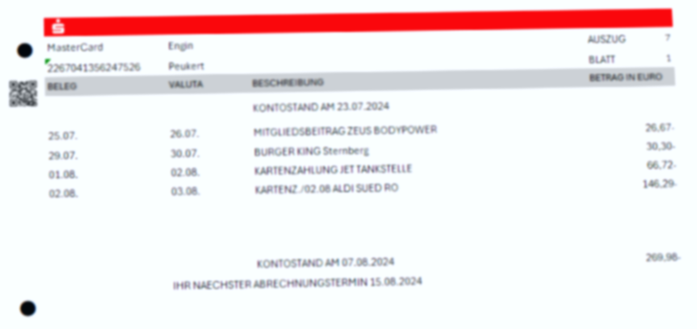 MasterCard Engin AUSZUG 7
2267041356247526 Peukert BLATT 1
BELEG VALUTA BESCHREIBUNG BETRAG IN EURO
KONTOSTAND AM 23.07.2024
25.07. 26.07. MITGLIEDSBEITRAG ZEUS BODYPOWER 26,67-
29.07. 30.07. BURGER KING Sternberg 30,30-
01.08. 02.08. KARTENZAHLUNG JET TANKSTELLE 66,72-
02.08. 03.08. KARTENZ./02.08 ALDI SUED RO 146,29-
KONTOSTAND AM 07.08.2024 269,98-
IHR NAECHSTER ABRECHNUNGSTERMIN 15.08.2024